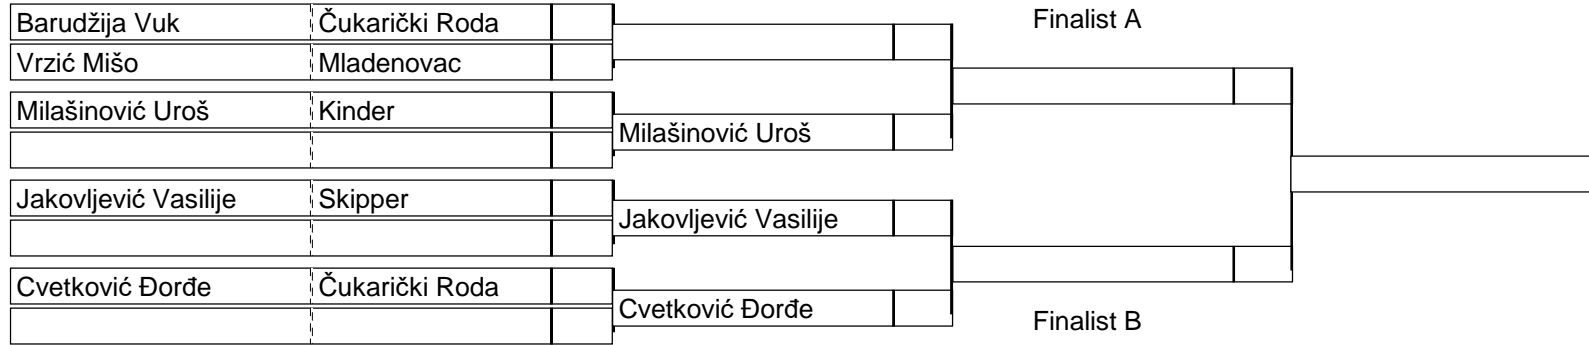 Barudžija Vuk Čukarički Roda
Finalist A
Vrzić Mišo Mladenovac
Milašinović Uroš Kinder
Milašinović Uroš
Jakovljević Vasilije Skipper
Jakovljević Vasilije
Cvetković Đorđe Čukarički Roda
Cvetković Đorđe
Finalist B